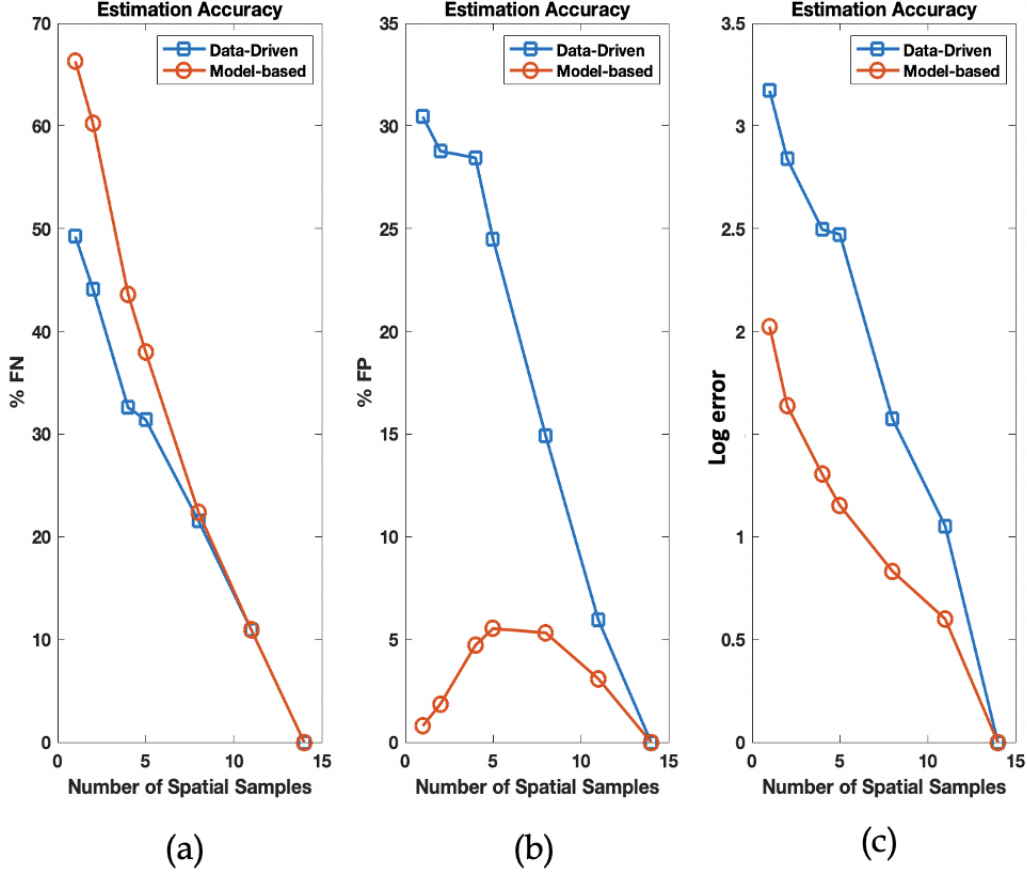 Estimation Accuracy
Data-Driven
Model-based
70
60
50
40
30
20
10
0
% FN
0 5 10 15
Number of Spatial Samples
(a)
Estimation Accuracy
Data-Driven
Model-based
35
30
25
20
15
10
5
0
% FP
0 5 10 15
Number of Spatial Samples
(b)
Estimation Accuracy
Data-Driven
Model-based
3.5
3
2.5
2
1
0.5
0
Log error
0 5 10 15
Number of Spatial Samples
(c)